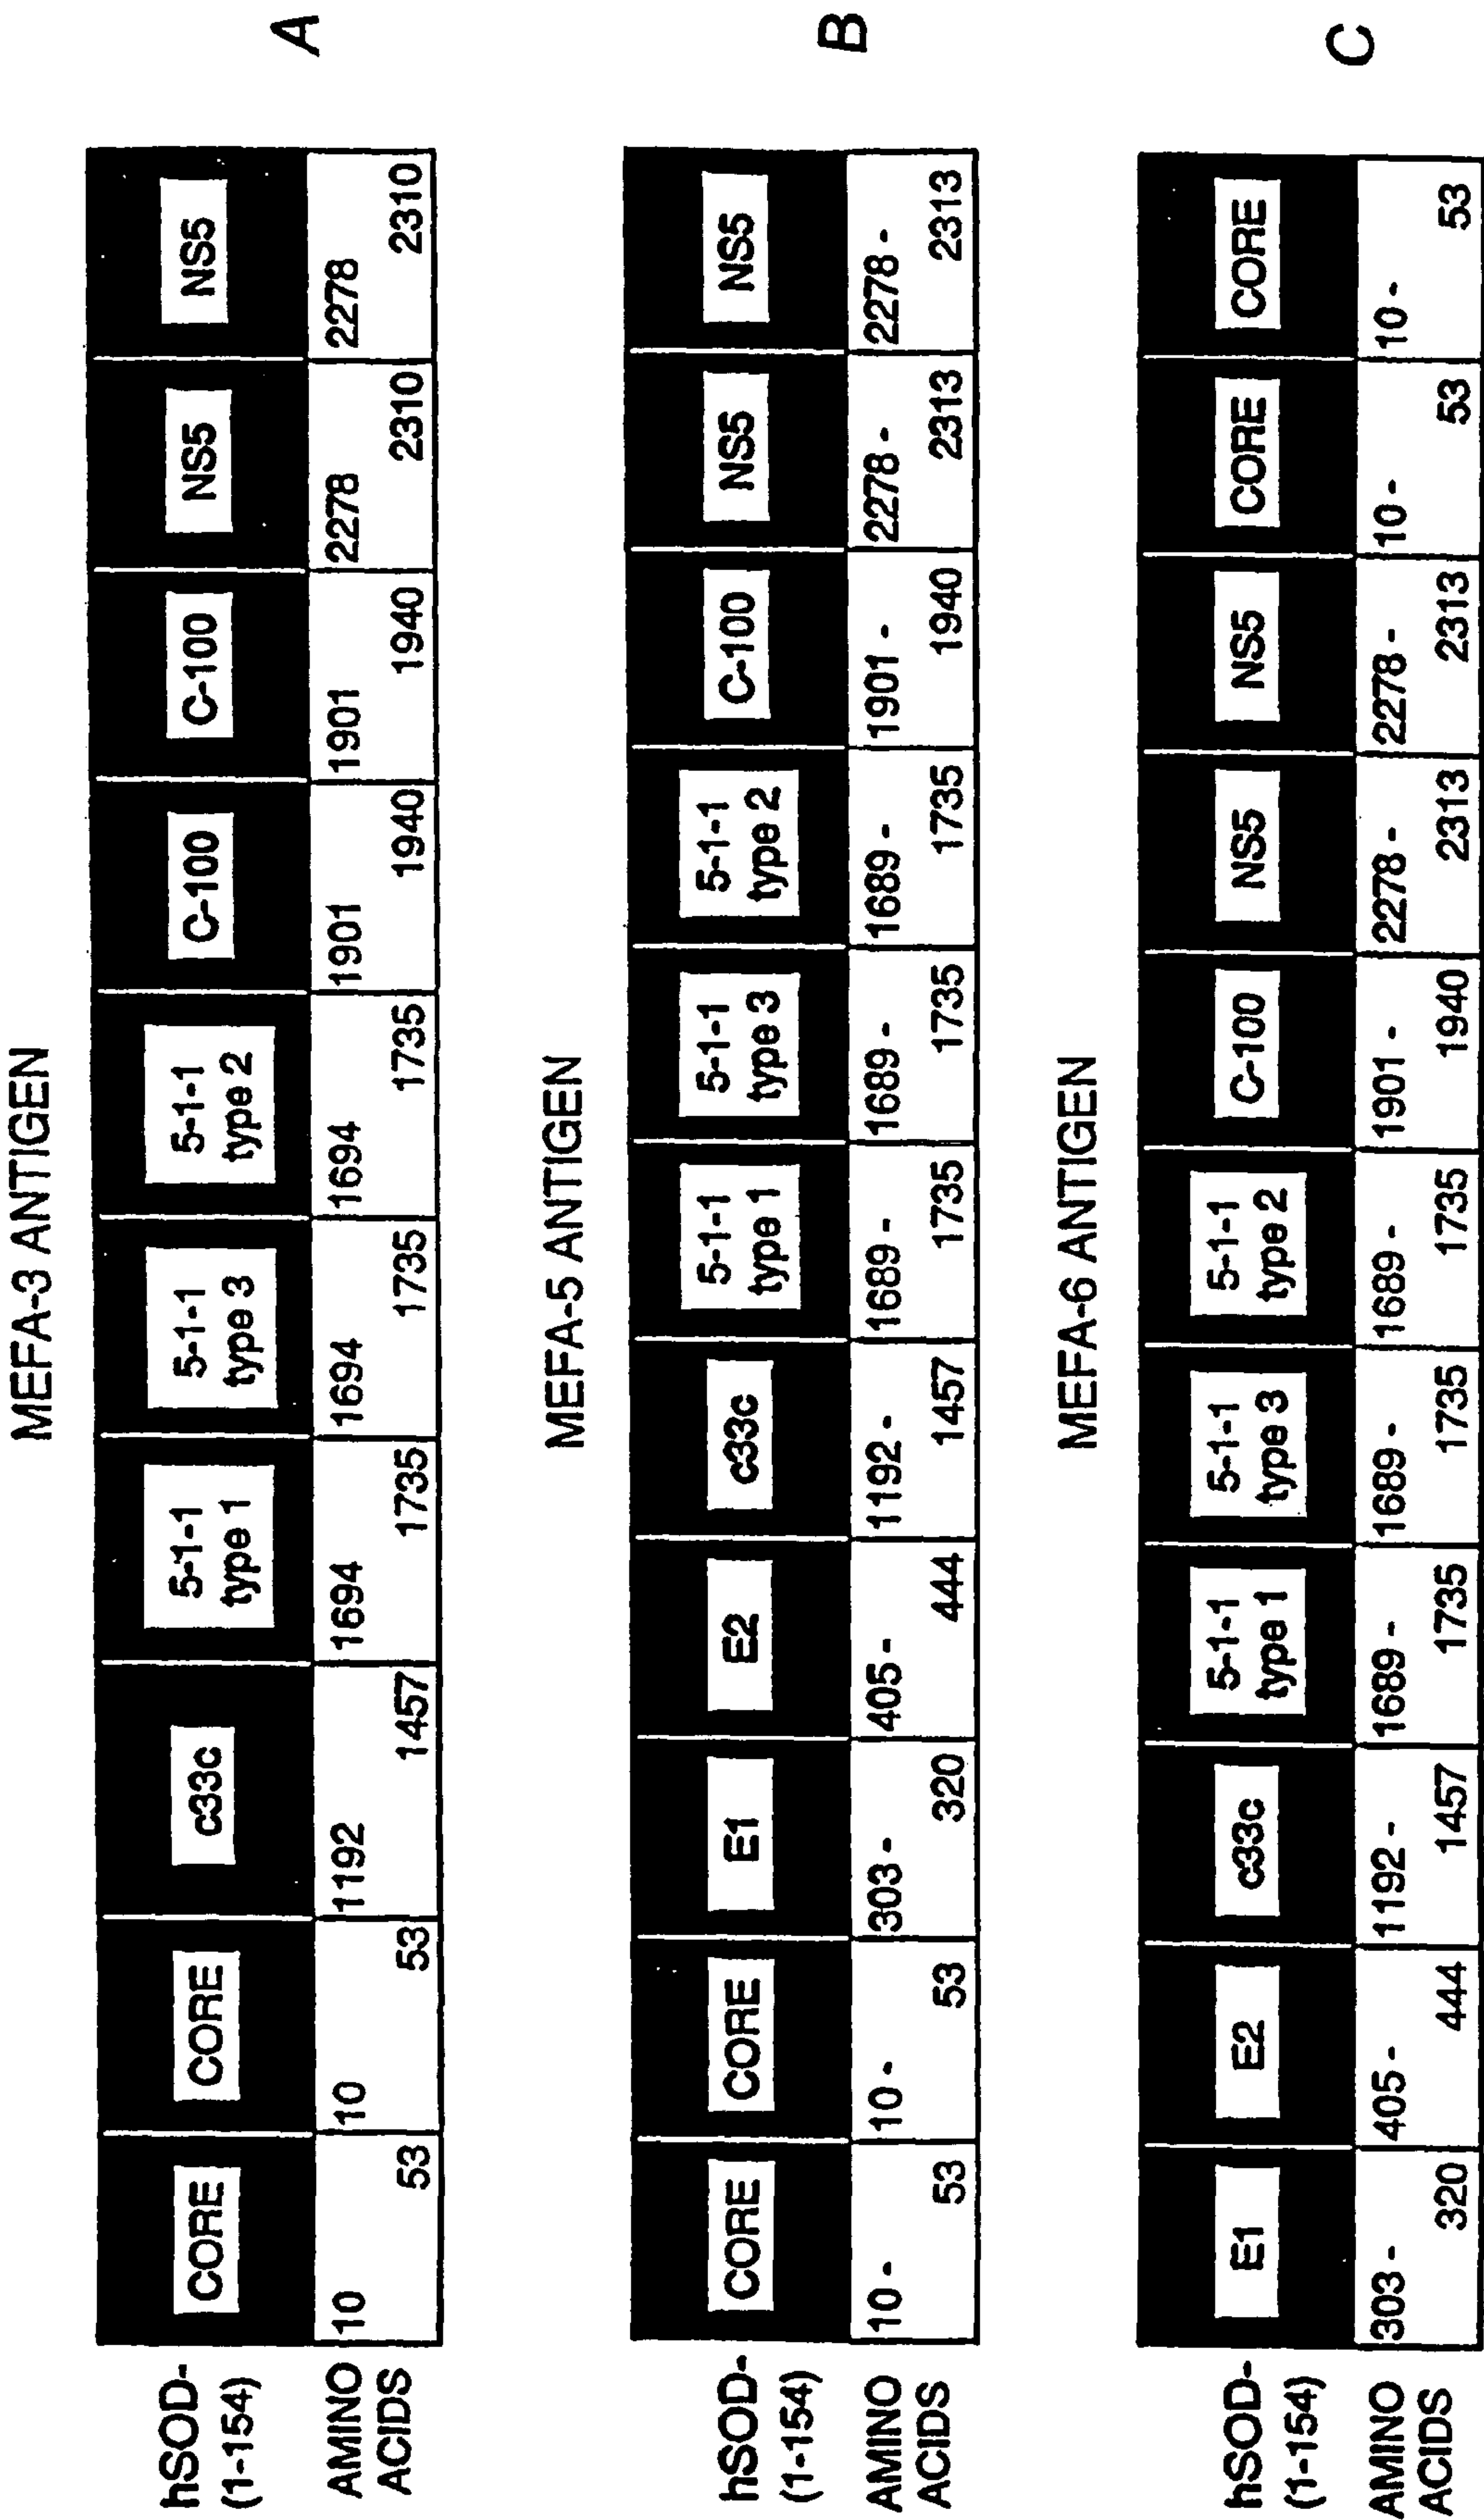 MEFA-3 ANTIGEN
hSOD- CORE CORE c33c 5-1-1 5-1-1 5-1-1 C-100 C-100 NS5 NS5
(1-154) type 1 type 3 type 2
AMINO 10 10 1192 1694 1694 1694 1901 1901 2278 2278
ACIDS 53 53 1457 1735 1735 1735 1940 1940 2310 2310
A
MEFA-5 ANTIGEN
hSOD- CORE CORE E1 E2 c33c 5-1-1 5-1-1 5-1-1 C-100 NS5 NS5
(1-154) type 1 type 3 type 2
AMINO 10- 10- 303- 405- 1192- 1689- 1689- 1689- 1901- 2278- 2278-
ACIDS 53 53 320 444 1457 1735 1735 1735 1940 2313 2313
B
MEFA-6 ANTIGEN
hSOD- E1 E2 c33c 5-1-1 5-1-1 5-1-1 C-100 NS5 NS5 CORE CORE
(1-154) type 1 type 3 type 2
AMINO 303- 405- 1192- 1689- 1689- 1689- 1901- 2278- 2278- 10- 10-
ACIDS 320 444 1457 1735 1735 1735 1940 2313 2313 53 53
C